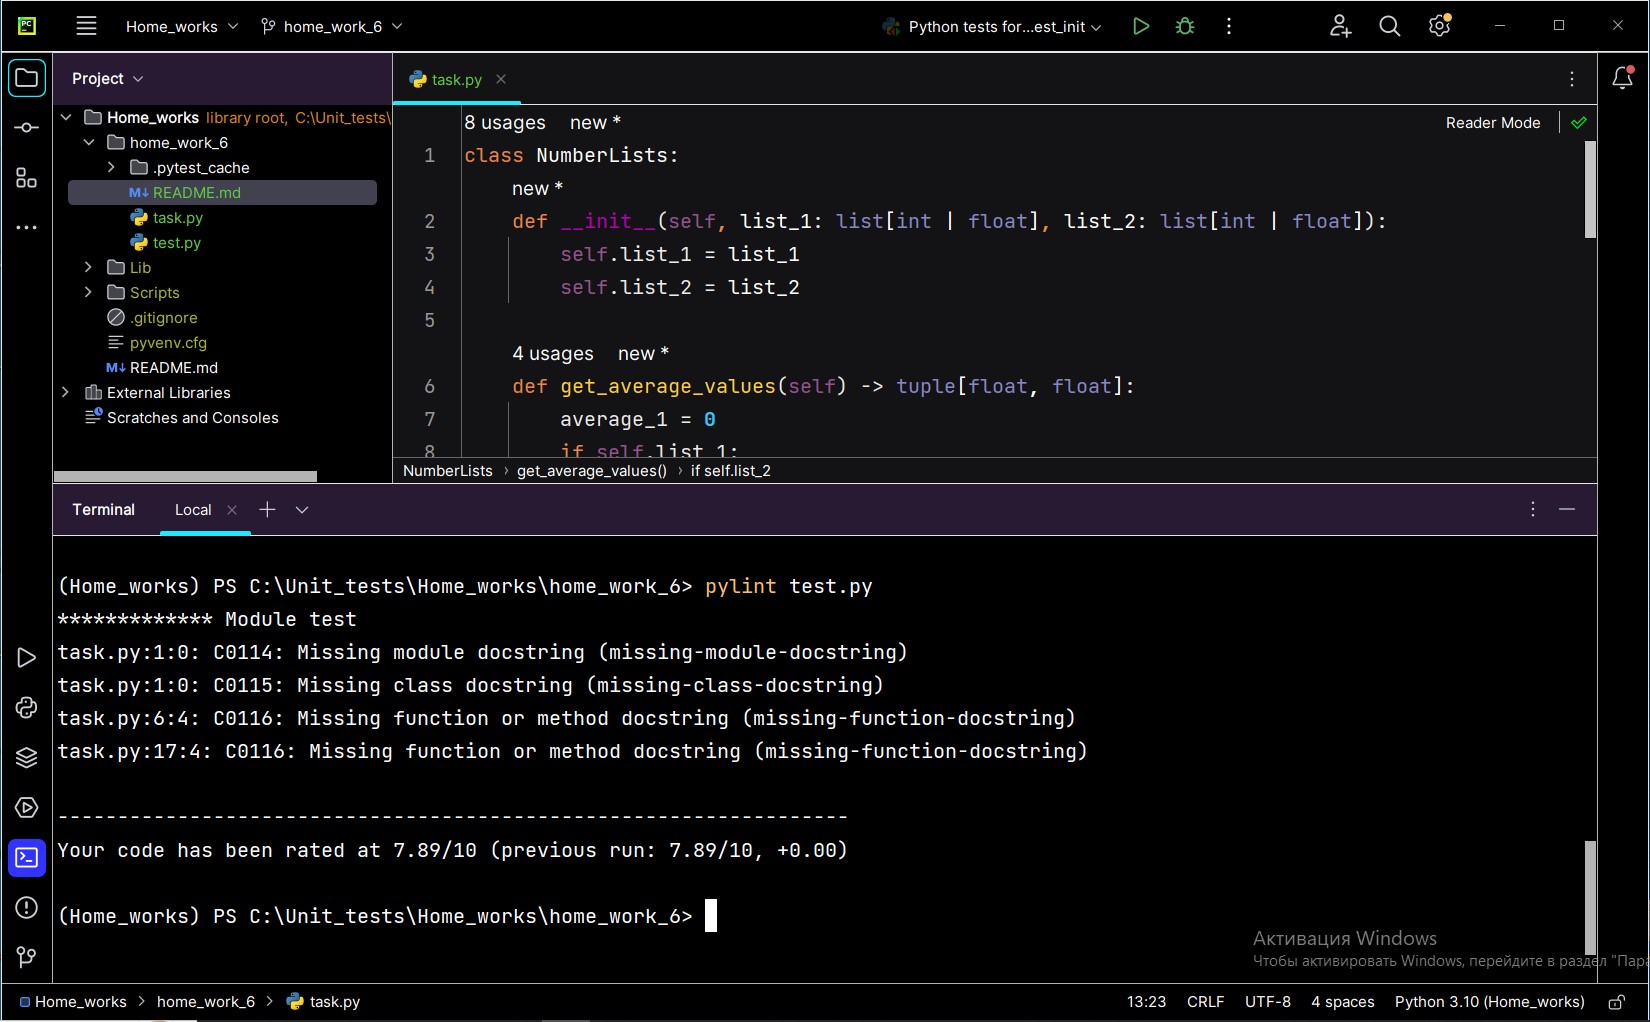 PC
Home_works
home_work_6
Python tests for...est_init
Project
task.py
Home_works library root, C:\Unit_tests\
home_work_6
.pytest_cache
M↓ README.md
task.py
test.py
Lib
Scripts
.gitignore
pyvenv.cfg
M↓ README.md
External Libraries
Scratches and Consoles
8 usages new *
Reader Mode
1 class NumberLists:
new *
2 def __init__(self, list_1: list[int | float], list_2: list[int | float]):
3 self.list_1 = list_1
4 self.list_2 = list_2
5
4 usages new *
6 def get_average_values(self) -> tuple[float, float]:
7 average_1 = 0
8 if self.list_1:
NumberLists › get_average_values() › if self.list_2
Terminal
Local
(Home_works) PS C:\Unit_tests\Home_works\home_work_6> pylint test.py
************* Module test
task.py:1:0: C0114: Missing module docstring (missing-module-docstring)
task.py:1:0: C0115: Missing class docstring (missing-class-docstring)
task.py:6:4: C0116: Missing function or method docstring (missing-function-docstring)
task.py:17:4: C0116: Missing function or method docstring (missing-function-docstring)
------------------------------------------------------------------
Your code has been rated at 7.89/10 (previous run: 7.89/10, +0.00)
(Home_works) PS C:\Unit_tests\Home_works\home_work_6>
Активация Windows
Чтобы активировать Windows, перейдите в раздел "Пара
Home_works › home_work_6 › task.py
13:23 CRLF UTF-8 4 spaces Python 3.10 (Home_works)